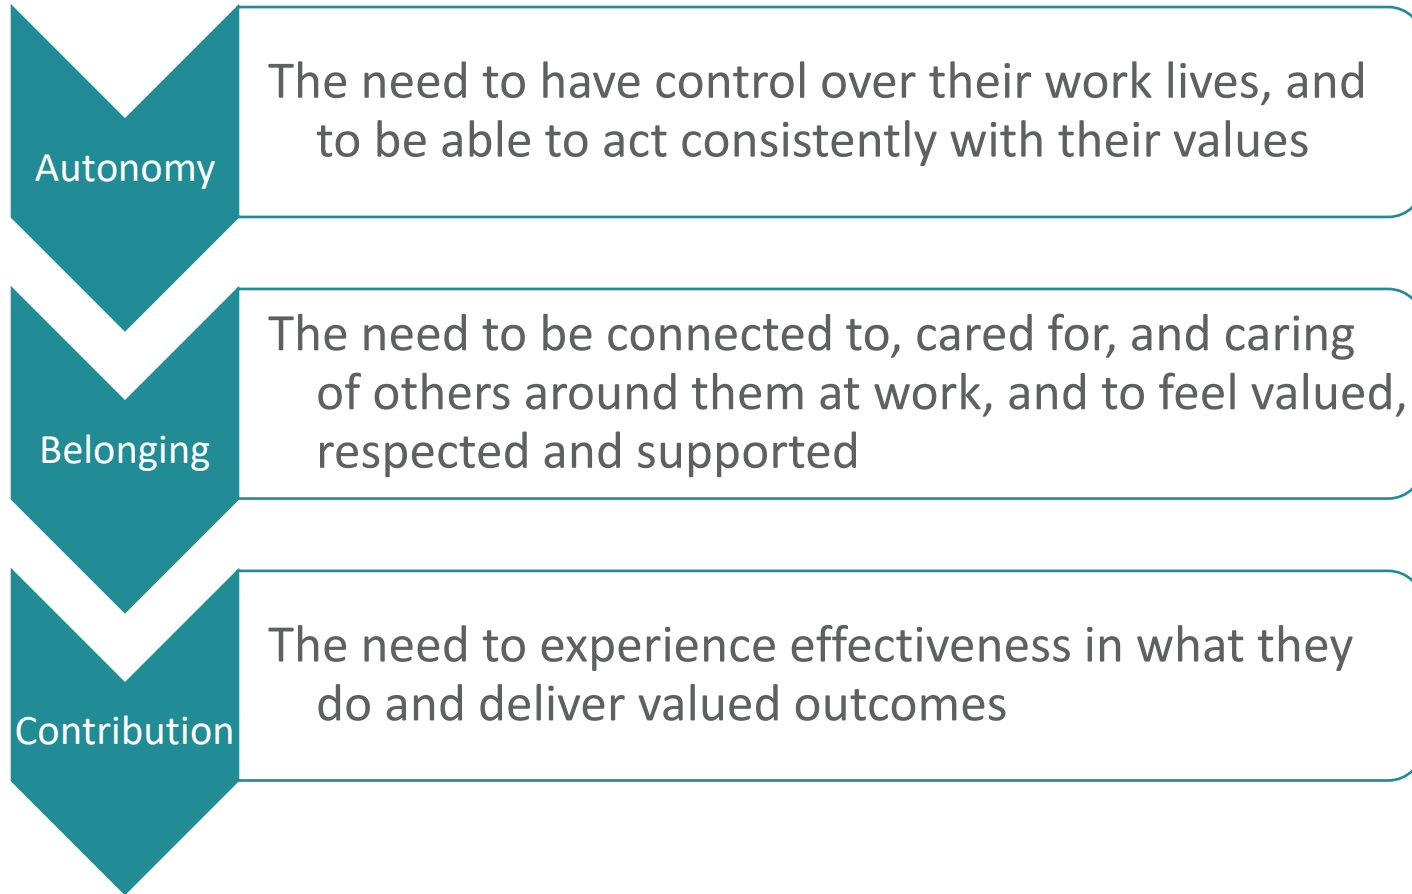 Autonomy
The need to have control over their work lives, and
to be able to act consistently with their values
Belonging
The need to be connected to, cared for, and caring
of others around them at work, and to feel valued,
respected and supported
Contribution
The need to experience effectiveness in what they
do and deliver valued outcomes